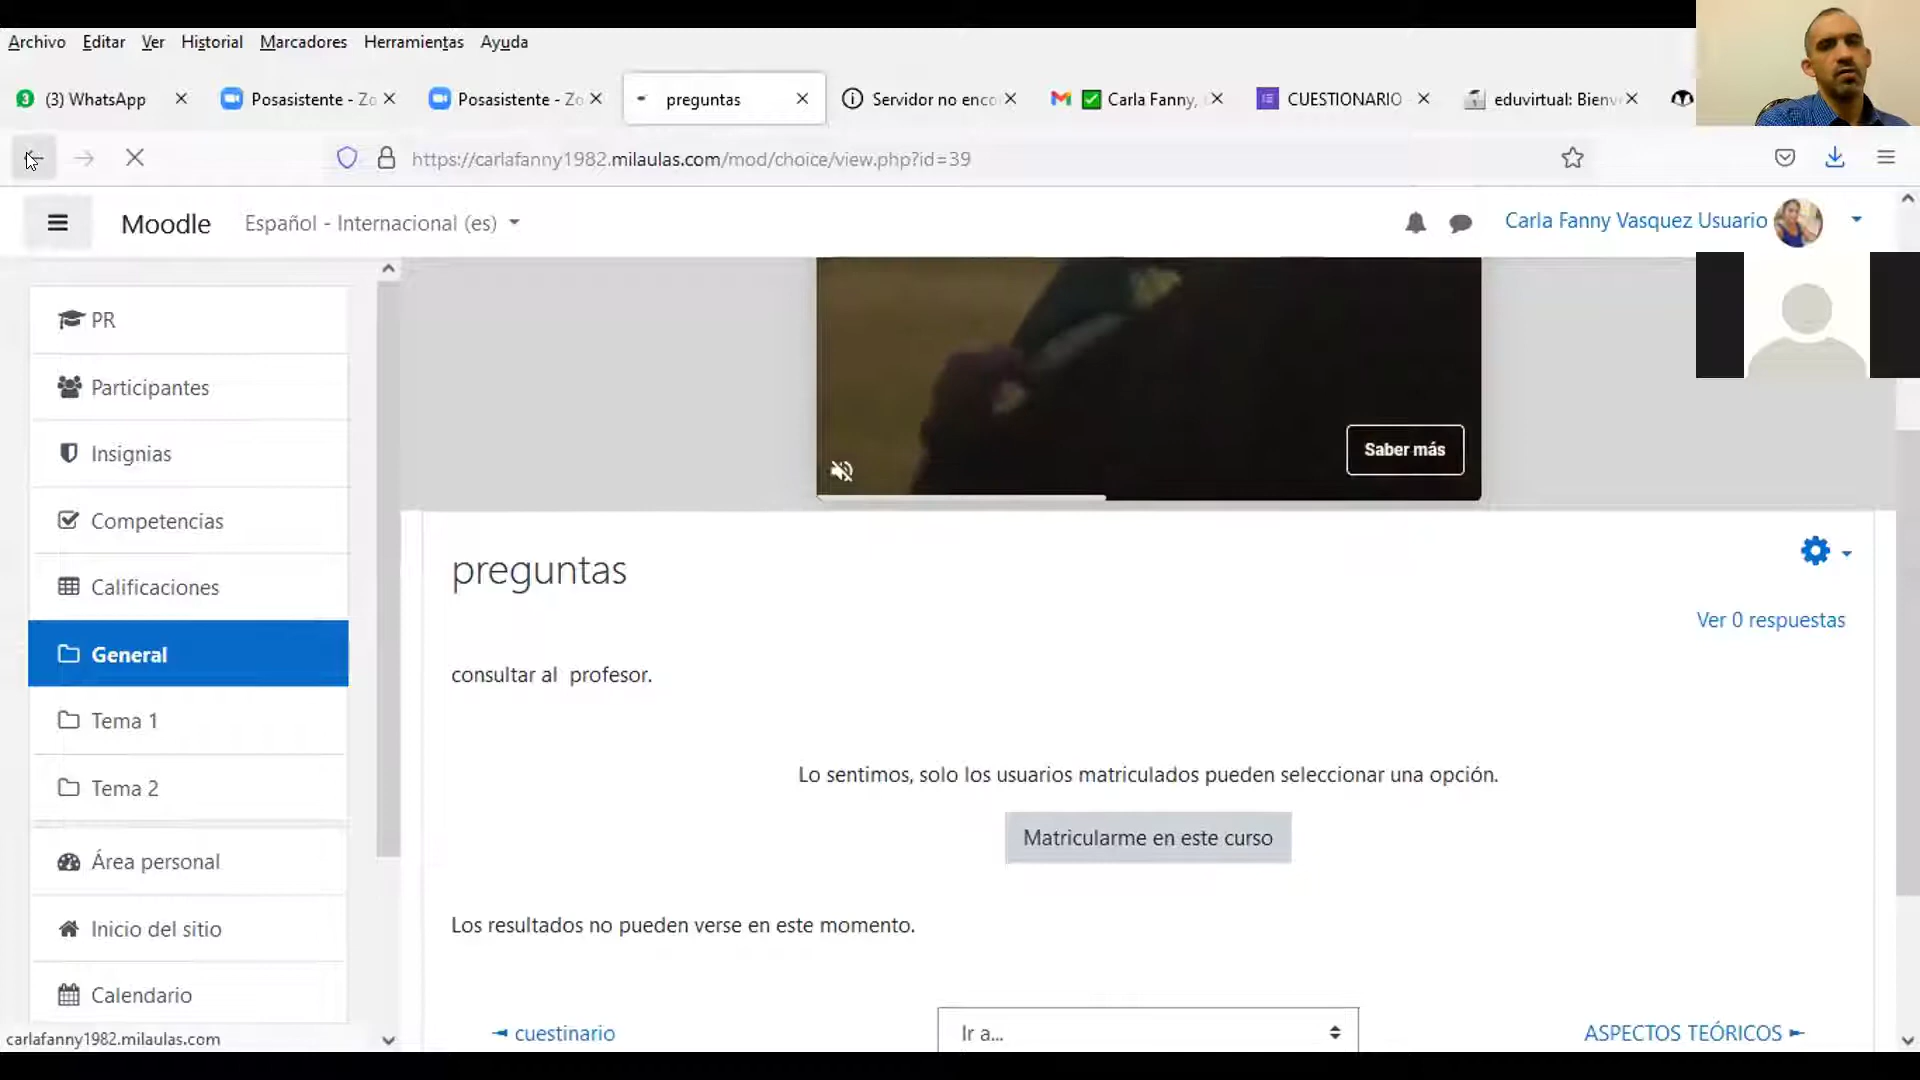 Archivo Editar Ver Historial Marcadores Herramientas Ayuda
3 (3) WhatsApp
Posasistente - Zo
Posasistente - Zo
preguntas
Servidor no enco
Carla Fanny,
CUESTIONARIO
eduvirtual: Bienv
https://carlafanny1982.milaulas.com/mod/choice/view.php?id=39
Moodle
Español - Internacional (es)
Carla Fanny Vasquez Usuario
PR
Participantes
Insignias
Competencias
Calificaciones
General
Tema 1
Tema 2
Área personal
Inicio del sitio
Calendario
carlafanny1982.milaulas.com
Saber más
preguntas
Ver 0 respuestas
consultar al profesor.
Lo sentimos, solo los usuarios matriculados pueden seleccionar una opción.
Matricularme en este curso
Los resultados no pueden verse en este momento.
◄ cuestinario
Ir a...
ASPECTOS TEÓRICOS ►